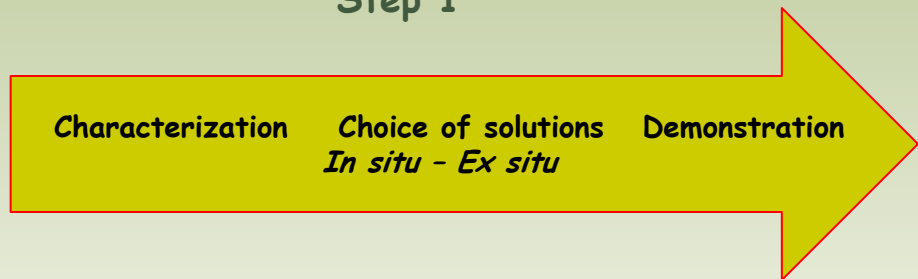 Step 1
Characterization Choice of solutions Demonstration
In situ – Ex situ